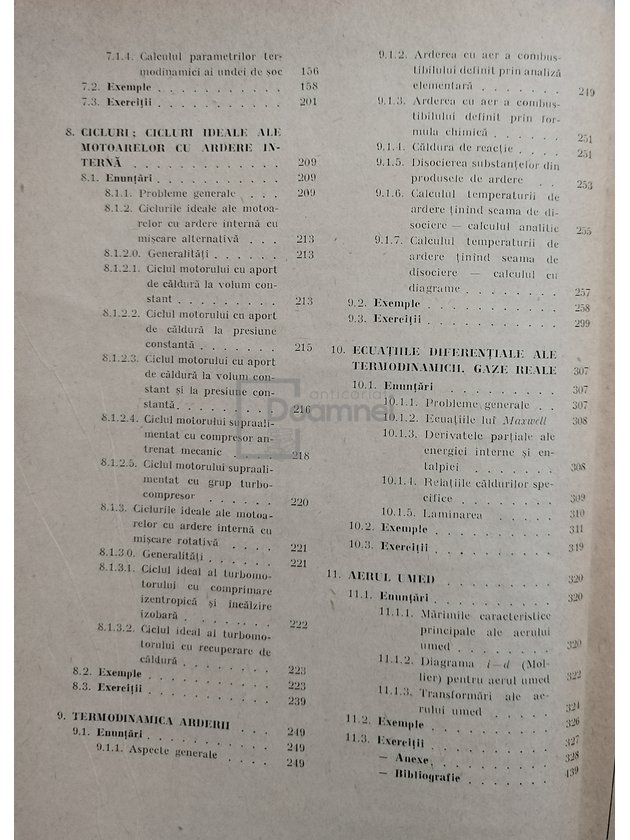 7.1.4. Calculul parametrilor ter-
modinamici ai undei de șoc 156
7.2. Exemple . . . . . . . . . . 158
7.3. Exerciții . . . . . . . . . . 201
8. CICLURI; CICLURI IDEALE ALE
MOTOARELOR CU ARDERE IN-
TERNĂ . . . . . . . . . . 209
8.1. Enunțări . . . . . . . . . . 209
8.1.1. Probleme generale . . . 209
8.1.2. Ciclurile ideale ale motoa-
relor cu ardere internă cu
mișcare alternativă . . . 213
8.1.2.0. Generalități . . . . . . 213
8.1.2.1. Ciclul motorului cu aport
de căldură la volum con-
stant . . . . . . . . . 213
8.1.2.2. Ciclul motorului cu aport
de căldură la presiune
constantă . . . . . . . 215
8.1.2.3. Ciclul motorului cu aport
de căldură la volum con-
stant și la presiune con-
stantă . . . . . . . . . 216
8.1.2.4. Ciclul motorului supraali-
mentat cu compresor an-
trenat mecanic . . . . 218
8.1.2.5. Ciclul motorului supraali-
mentat cu grup turbo-
compresor . . . . . . 220
8.1.3. Ciclurile ideale ale motoa-
relor cu ardere internă cu
mișcare rotativă . . . . 221
8.1.3.0. Generalități . . . . . . 221
8.1.3.1. Ciclul ideal al turbomo-
torului cu comprimare
izentropică și încălzire
izobară . . . . . . . . 222
8.1.3.2. Ciclul ideal al turbomo-
torului cu recuperare de
căldură . . . . . . . . 223
8.2. Exemple . . . . . . . . . . 223
8.3. Exerciții . . . . . . . . . . 239
9. TERMODINAMICA ARDERII . . . 249
9.1. Enunțări . . . . . . . . . . 249
9.1.1. Aspecte generale . . . . 249
9.1.2. Arderea cu aer a combus-
tibilului definit prin analiză
elementară . . . . . . . 249
9.1.3. Arderea cu aer a combus-
tibilului definit prin for-
mula chimică . . . . . . 251
9.1.4. Căldura de reacție . . . . 251
9.1.5. Disocierea substanțelor din
produsele de ardere . . 253
9.1.6. Calculul temperaturii de
ardere ținînd seama de di-
sociere — calculul analitic 255
9.1.7. Calculul temperaturii de
ardere ținînd seama de
disociere — calculul cu
diagrame . . . . . . . . 257
9.2. Exemple . . . . . . . . . . 258
9.3. Exerciții . . . . . . . . . . 299
10. ECUAȚIILE DIFERENȚIALE ALE
TERMODINAMICII. GAZE REALE 307
10.1. Enunțări . . . . . . . . . 307
10.1.1. Probleme generale . . 307
10.1.2. Ecuațiile lui Maxwell 308
10.1.3. Derivatele parțiale ale
energiei interne și en-
talpiei . . . . . . . 308
10.1.4. Relațiile căldurilor spe-
cifice . . . . . . . . 309
10.1.5. Laminarea . . . . . . 310
10.2. Exemple . . . . . . . . . 311
10.3. Exerciții . . . . . . . . . 319
11. AERUL UMED . . . . . . . . 320
11.1. Enunțări . . . . . . . . . 320
11.1.1. Mărimile caracteristice
principale ale aerului
umed . . . . . . . . 320
11.1.2. Diagrama i—d (Mol-
lier) pentru aerul umed 322
11.1.3. Transformări ale ae-
rului umed . . . . . . 324
11.2. Exemple . . . . . . . . . 326
11.3. Exerciții . . . . . . . . . 327
— Anexe . . . . . . . . . 328
— Bibliografie . . . . . . . 439
anticariat
Doamnei